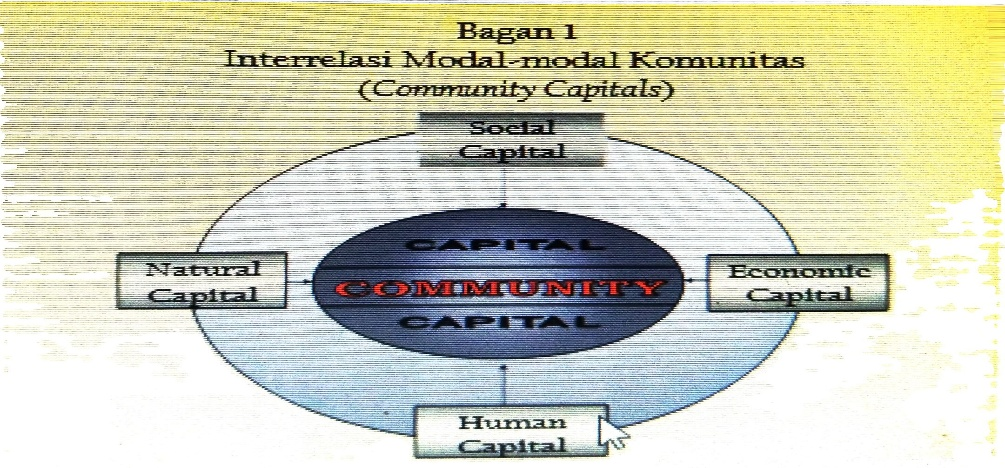 Bagan 1
Interrelasi Modal-modal Komunitas
(Community Capitals)
Social
Capital
CAPITAL
Natural
Capital
COMMUNITY
Economic
Capital
CAPITAL
Human
Capital